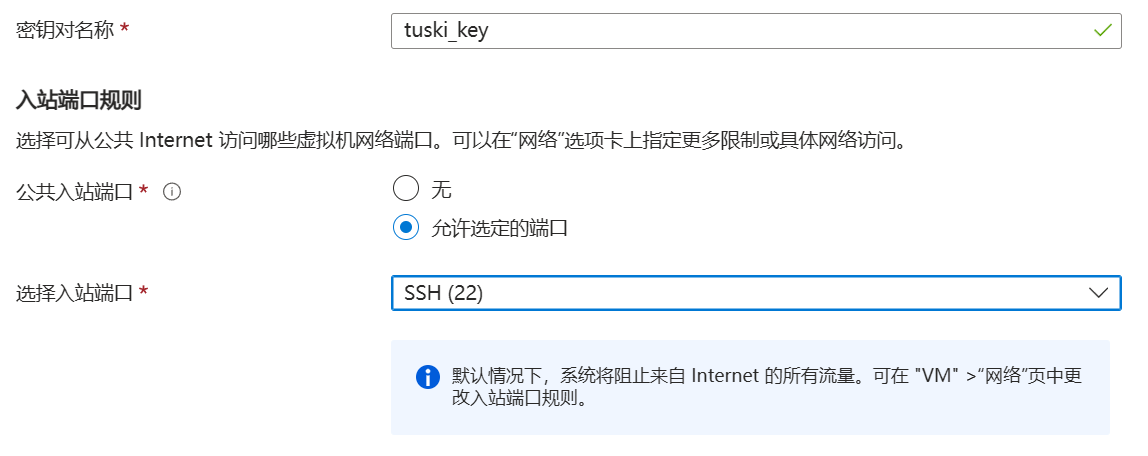 密钥对名称 *
tuski_key
入站端口规则
选择可从公共 Internet 访问哪些虚拟机网络端口。可以在“网络”选项卡上指定更多限制或具体网络访问。
公共入站端口 *
无
允许选定的端口
选择入站端口 *
SSH (22)
默认情况下，系统将阻止来自 Internet 的所有流量。可在 "VM" >“网络”页中更
改入站端口规则。